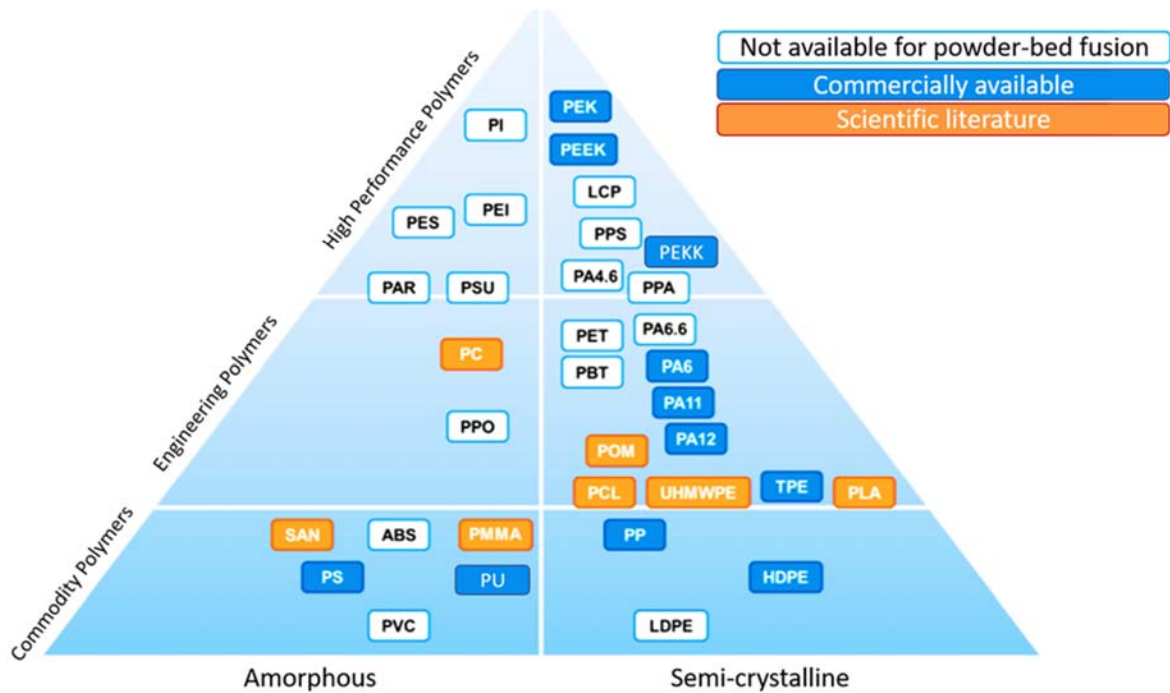 Not available for powder-bed fusion
Commercially available
Scientific literature
High Performance Polymers
Engineering Polymers
Commodity Polymers
PI
PES
PEI
PAR
PSU
PEK
PEEK
LCP
PPS
PEKK
PA4.6
PPA
PC
PPO
PET
PA6.6
PBT
PA6
PA11
PA12
POM
PCL
UHMWPE
TPE
PLA
SAN
ABS
PMMA
PS
PU
PVC
PP
HDPE
LDPE
Amorphous
Semi-crystalline